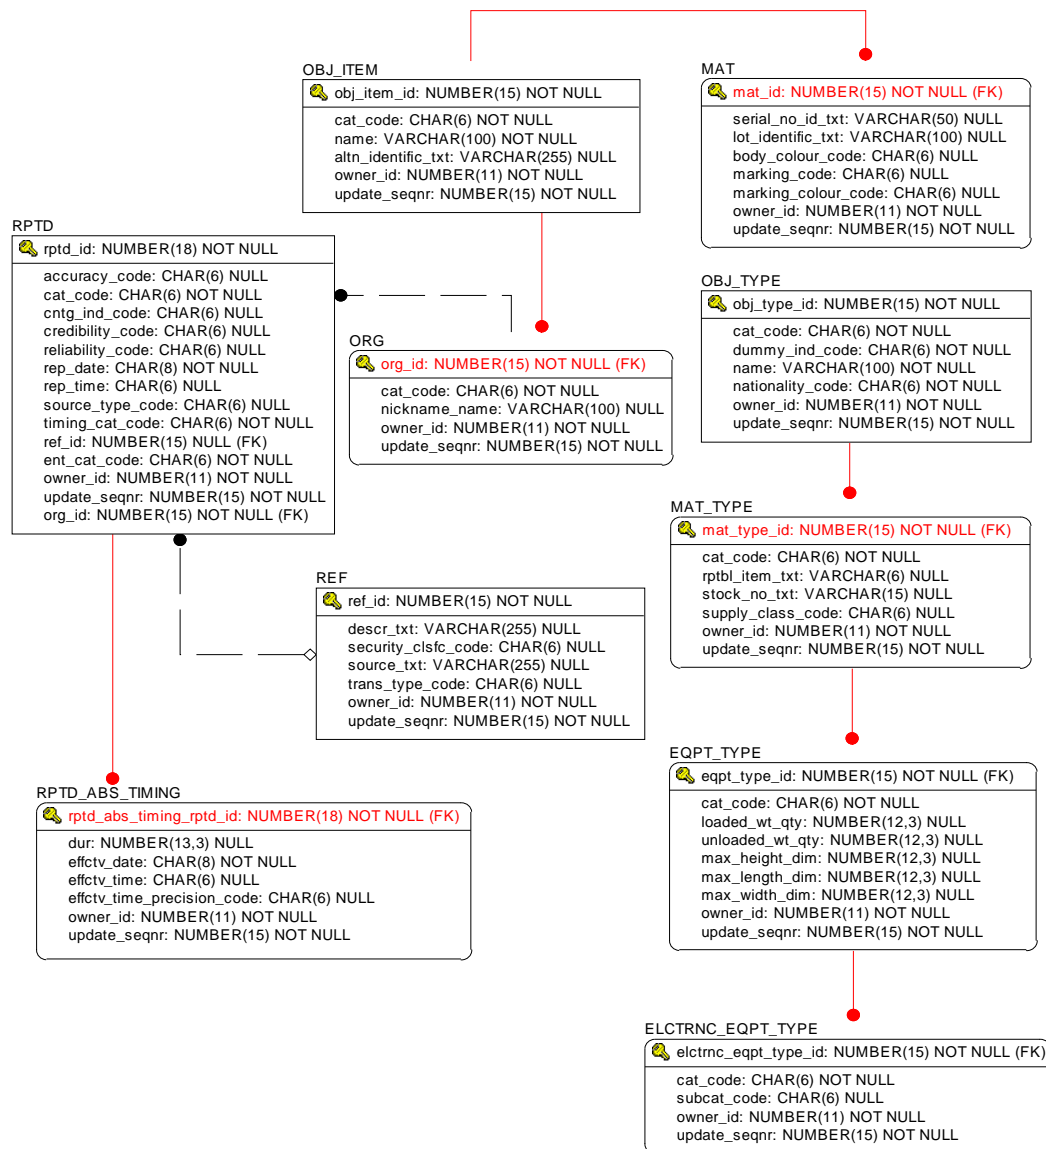 OBJ_ITEM
obj_item_id: NUMBER(15) NOT NULL
cat_code: CHAR(6) NOT NULL
name: VARCHAR(100) NOT NULL
altn_identific_txt: VARCHAR(255) NULL
owner_id: NUMBER(11) NOT NULL
update_seqnr: NUMBER(15) NOT NULL
MAT
mat_id: NUMBER(15) NOT NULL (FK)
serial_no_id_txt: VARCHAR(50) NULL
lot_identific_txt: VARCHAR(100) NULL
body_colour_code: CHAR(6) NULL
marking_code: CHAR(6) NULL
marking_colour_code: CHAR(6) NULL
owner_id: NUMBER(11) NOT NULL
update_seqnr: NUMBER(15) NOT NULL
RPTD
rptd_id: NUMBER(18) NOT NULL
accuracy_code: CHAR(6) NULL
cat_code: CHAR(6) NOT NULL
cntg_ind_code: CHAR(6) NULL
credibility_code: CHAR(6) NULL
reliability_code: CHAR(6) NULL
rep_date: CHAR(8) NOT NULL
rep_time: CHAR(6) NULL
source_type_code: CHAR(6) NULL
timing_cat_code: CHAR(6) NOT NULL
ref_id: NUMBER(15) NULL (FK)
ent_cat_code: CHAR(6) NOT NULL
owner_id: NUMBER(11) NOT NULL
update_seqnr: NUMBER(15) NOT NULL
org_id: NUMBER(15) NOT NULL (FK)
ORG
org_id: NUMBER(15) NOT NULL (FK)
cat_code: CHAR(6) NOT NULL
nickname_name: VARCHAR(100) NULL
owner_id: NUMBER(11) NOT NULL
update_seqnr: NUMBER(15) NOT NULL
OBJ_TYPE
obj_type_id: NUMBER(15) NOT NULL
cat_code: CHAR(6) NOT NULL
dummy_ind_code: CHAR(6) NOT NULL
name: VARCHAR(100) NOT NULL
nationality_code: CHAR(6) NOT NULL
owner_id: NUMBER(11) NOT NULL
update_seqnr: NUMBER(15) NOT NULL
MAT_TYPE
mat_type_id: NUMBER(15) NOT NULL (FK)
cat_code: CHAR(6) NOT NULL
rptbl_item_txt: VARCHAR(6) NULL
stock_no_txt: VARCHAR(15) NULL
supply_class_code: CHAR(6) NULL
owner_id: NUMBER(11) NOT NULL
update_seqnr: NUMBER(15) NOT NULL
REF
ref_id: NUMBER(15) NOT NULL
descr_txt: VARCHAR(255) NULL
security_clsfc_code: CHAR(6) NULL
source_txt: VARCHAR(255) NULL
trans_type_code: CHAR(6) NULL
owner_id: NUMBER(11) NOT NULL
update_seqnr: NUMBER(15) NOT NULL
EQPT_TYPE
eqpt_type_id: NUMBER(15) NOT NULL (FK)
cat_code: CHAR(6) NOT NULL
loaded_wt_qty: NUMBER(12,3) NULL
unloaded_wt_qty: NUMBER(12,3) NULL
max_height_dim: NUMBER(12,3) NULL
max_length_dim: NUMBER(12,3) NULL
max_width_dim: NUMBER(12,3) NULL
owner_id: NUMBER(11) NOT NULL
update_seqnr: NUMBER(15) NOT NULL
RPTD_ABS_TIMING
rptd_abs_timing_rptd_id: NUMBER(18) NOT NULL (FK)
dur: NUMBER(13,3) NULL
effctv_date: CHAR(8) NOT NULL
effctv_time: CHAR(6) NULL
effctv_time_precision_code: CHAR(6) NULL
owner_id: NUMBER(11) NOT NULL
update_seqnr: NUMBER(15) NOT NULL
ELCTRNC_EQPT_TYPE
elctrnc_eqpt_type_id: NUMBER(15) NOT NULL (FK)
cat_code: CHAR(6) NOT NULL
subcat_code: CHAR(6) NULL
owner_id: NUMBER(11) NOT NULL
update_seqnr: NUMBER(15) NOT NULL